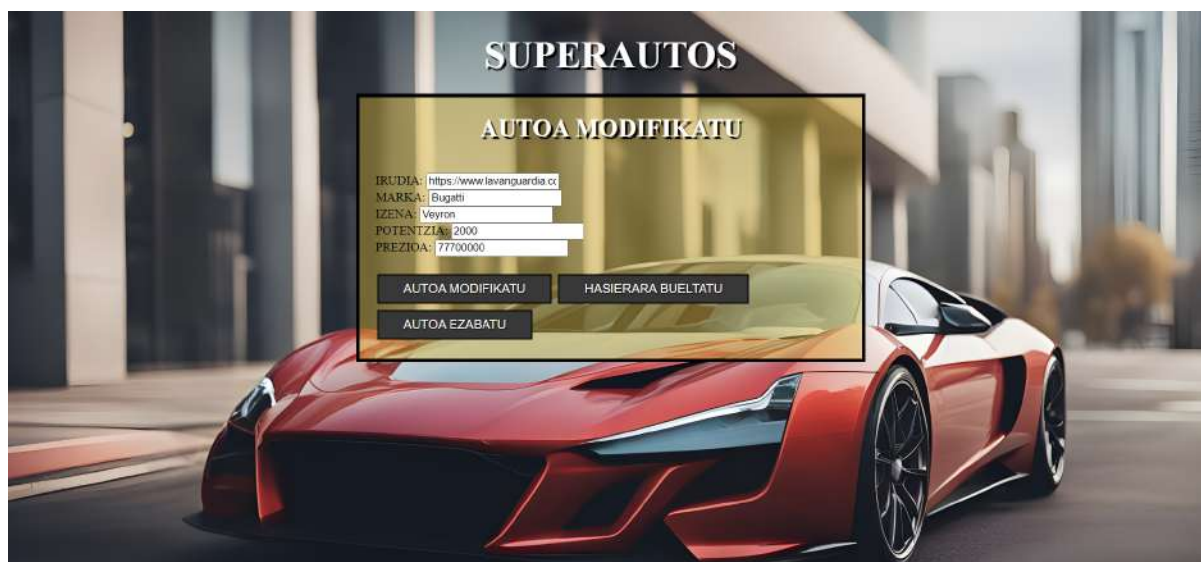 SUPERAUTOS
AUTOA MODIFIKATU
IRUDIA: https://www.lavanguardia.cc
MARKA: Bugatti
IZENA: Veyron
POTENTZIA: 2000
PREZIOA: 77700000
AUTOA MODIFIKATU HASIERARA BUELTATU
AUTOA EZABATU